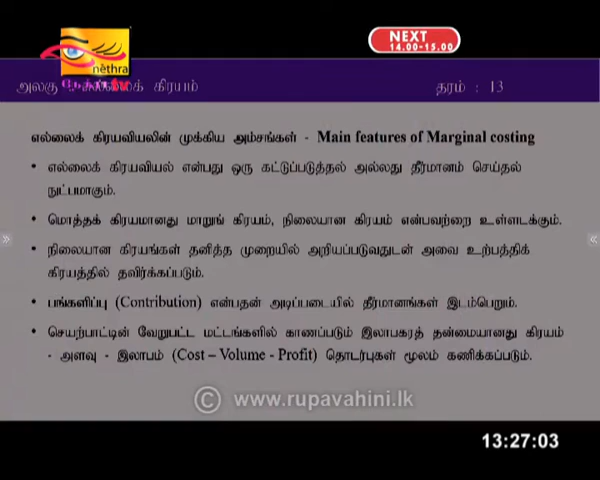 NEXT
14.00-15.00
nethra
அலகு கிரயம் தரம் : 13
எல்லைக் கிரயவியலின் முக்கிய அம்சங்கள் - Main features of Marginal costing
• எல்லைக் கிரயவியல் என்பது ஒரு கட்டுப்படுத்தல் அல்லது தீர்மானம் செய்தல்
நுட்பமாகும்.
• மொத்தக் கிரயமானது மாறுங் கிரயம், நிலையான கிரயம் என்பவற்றை உள்ளடக்கும்.
• நிலையான கிரயங்கள் தனித்த முறையில் அறியப்படுவதுடன் அவை உற்பத்திக்
கிரயத்தில் தவிர்க்கப்படும்.
• பங்களிப்பு (Contribution) என்பதன் அடிப்படையில் தீர்மானங்கள் இடம்பெறும்.
• செயற்பாட்டின் வேறுபட்ட மட்டங்களில் காணப்படும் இலாபகரத் தன்மையானது கிரயம்
- அளவு - இலாபம் (Cost – Volume - Profit) தொடர்புகள் மூலம் கணிக்கப்படும்.
© www.rupavahini.lk
13:27:03